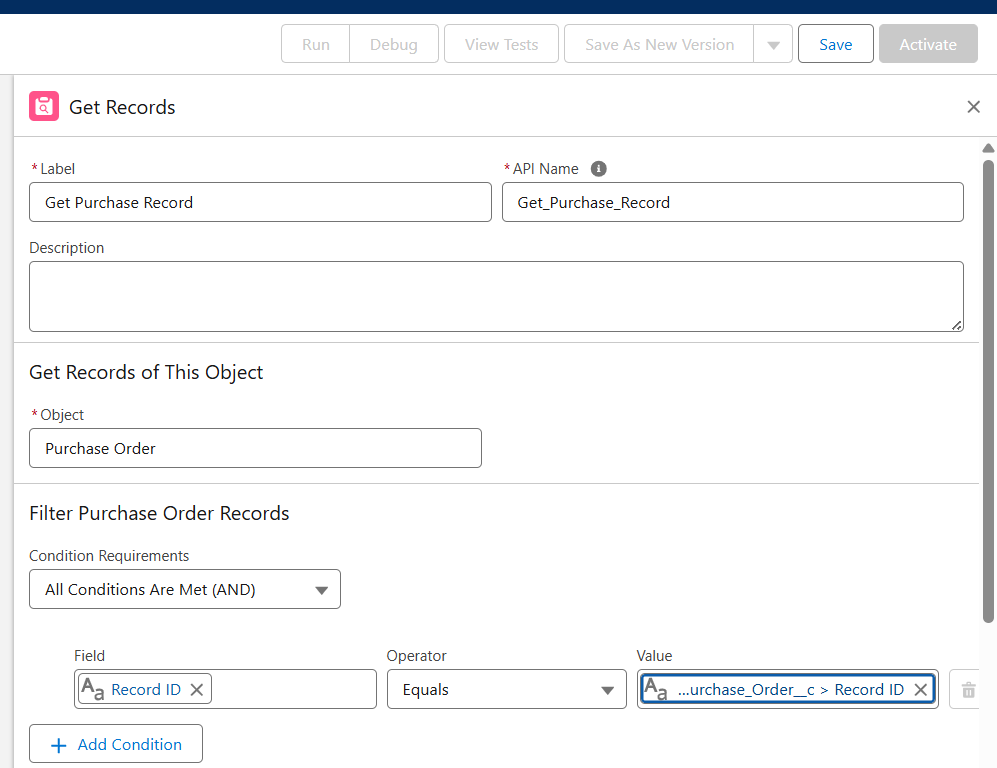 Run Debug View Tests Save As New Version Save Activate
Get Records
*Label *API Name
Get Purchase Record Get_Purchase_Record
Description
Get Records of This Object
*Object
Purchase Order
Filter Purchase Order Records
Condition Requirements
All Conditions Are Met (AND)
Field Operator Value
Aa Record ID Equals Aa ...urchase_Order__c > Record ID
Add Condition